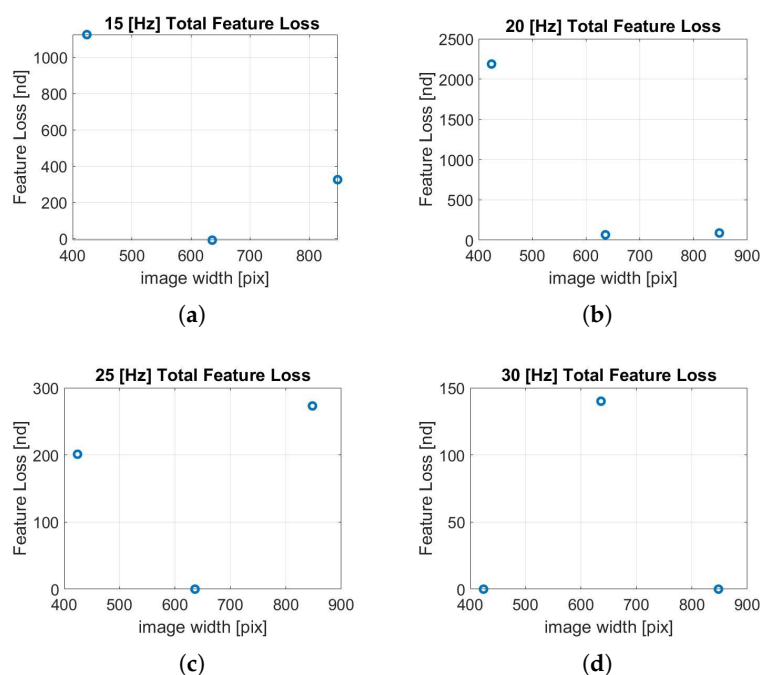 15 [Hz] Total Feature Loss
Feature Loss [nd]
1000
800
600
400
200
0
400 500 600 700 800
image width [pix]
(a)
20 [Hz] Total Feature Loss
Feature Loss [nd]
2500
2000
1500
1000
500
0
400 500 600 700 800 900
image width [pix]
(b)
25 [Hz] Total Feature Loss
Feature Loss [nd]
300
200
100
0
400 500 600 700 800 900
image width [pix]
(c)
30 [Hz] Total Feature Loss
Feature Loss [nd]
150
100
50
0
400 500 600 700 800 900
image width [pix]
(d)